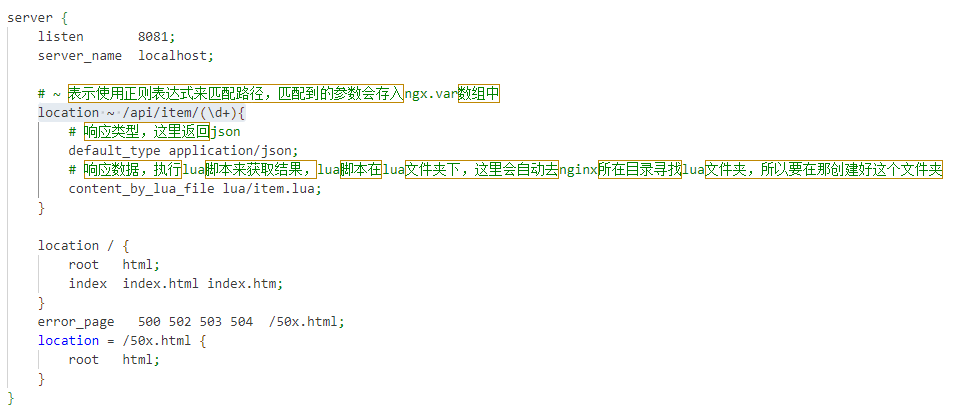 server {
    listen       8081;
    server_name  localhost;

    # ~ 表示使用正则表达式来匹配路径，匹配到的参数会存入ngx.var数组中
    location ~ /api/item/(\d+){
        # 响应类型，这里返回json
        default_type application/json;
        # 响应数据，执行lua脚本来获取结果，lua脚本在lua文件夹下，这里会自动去nginx所在目录寻找lua文件夹，所以要在那创建好这个文件夹
        content_by_lua_file lua/item.lua;
    }

    location / {
        root   html;
        index  index.html index.htm;
    }
    error_page   500 502 503 504  /50x.html;
    location = /50x.html {
        root   html;
    }
}